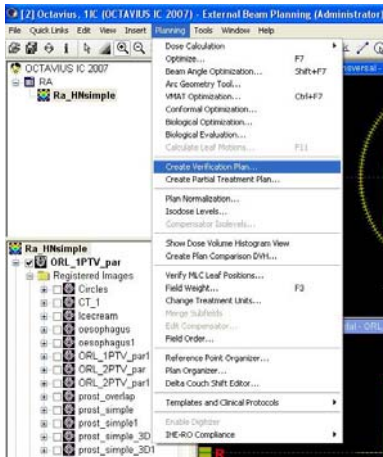 [2] Octavius, 1IC (OCTAVIUS IC 2007) - External Beam Planning (Administrator
File Quick Links Edit View Insert Planning Tools Window Help
OCTAVIUS IC 2007
RA
Ra_HNsimple
Dose Calculation
Optimize... F7
Beam Angle Optimization... Shift+F7
Arc Geometry Tool...
VMAT Optimization... Ctrl+F7
Conformal Optimization...
Biological Optimization...
Biological Evaluation...
Calculate Leaf Motions... F11
Create Verification Plan...
Create Partial Treatment Plan...
Plan Normalization...
Isodose Levels...
Compensator Isolevels...
Show Dose Volume Histogram View
Create Plan Comparison DVH...
Verify MLC Leaf Positions...
Field Weight... F3
Change Treatment Units...
Merge Subfields
Edit Compensator...
Field Order...
Reference Point Organizer...
Plan Organizer...
Delta Couch Shift Editor...
Templates and Clinical Protocols
Enable Digitizer
IHE-RO Compliance
nsversal -
dal - ORL
R
Ra_HNsimple
ORL_1PTV_par
Registered Images
Circles
CT_1
Icecream
oesophagus
oesophagus1
ORL_1PTV_par1
ORL_2PTV_par
ORL_2PTV_par1
prost_overlap
prost_simple
prost_simple1
prost_simple_3D
prost_simple_3D1